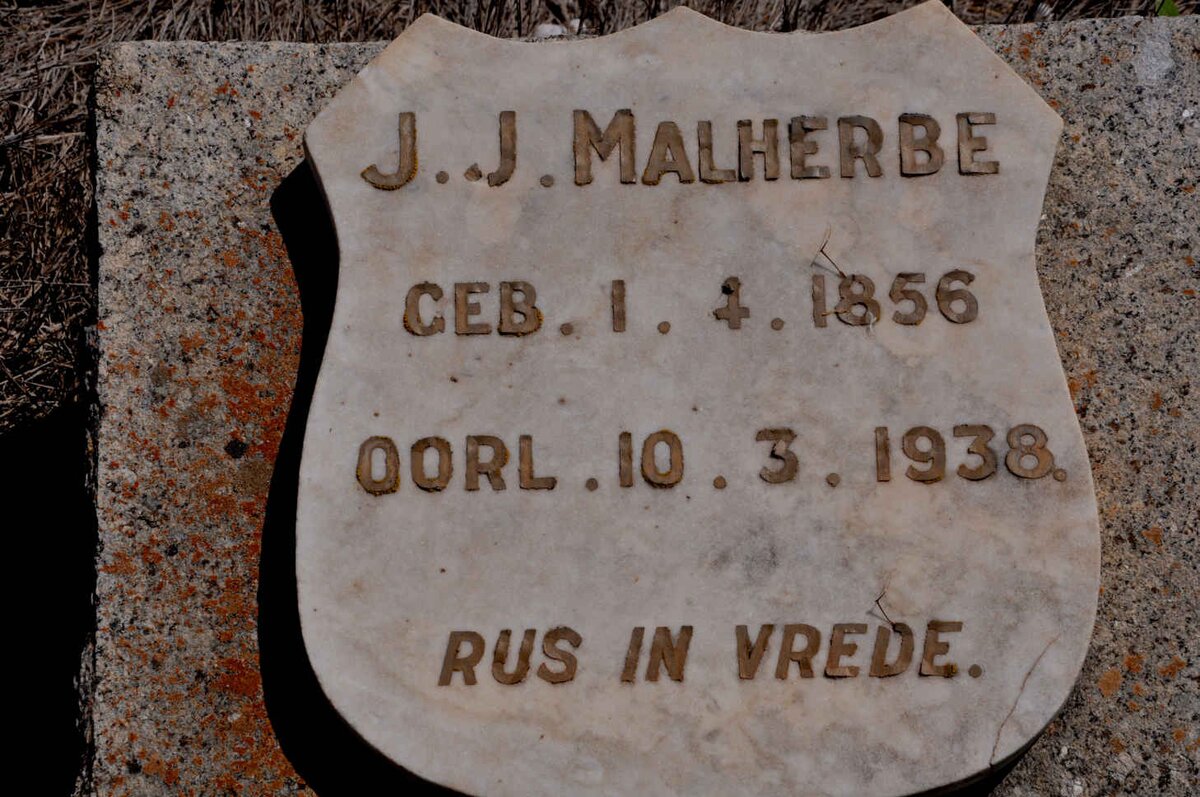 J. J. MALHERBE
GEB. 1. 4. 1856
OORL. 10. 3. 1938.
RUS IN VREDE.